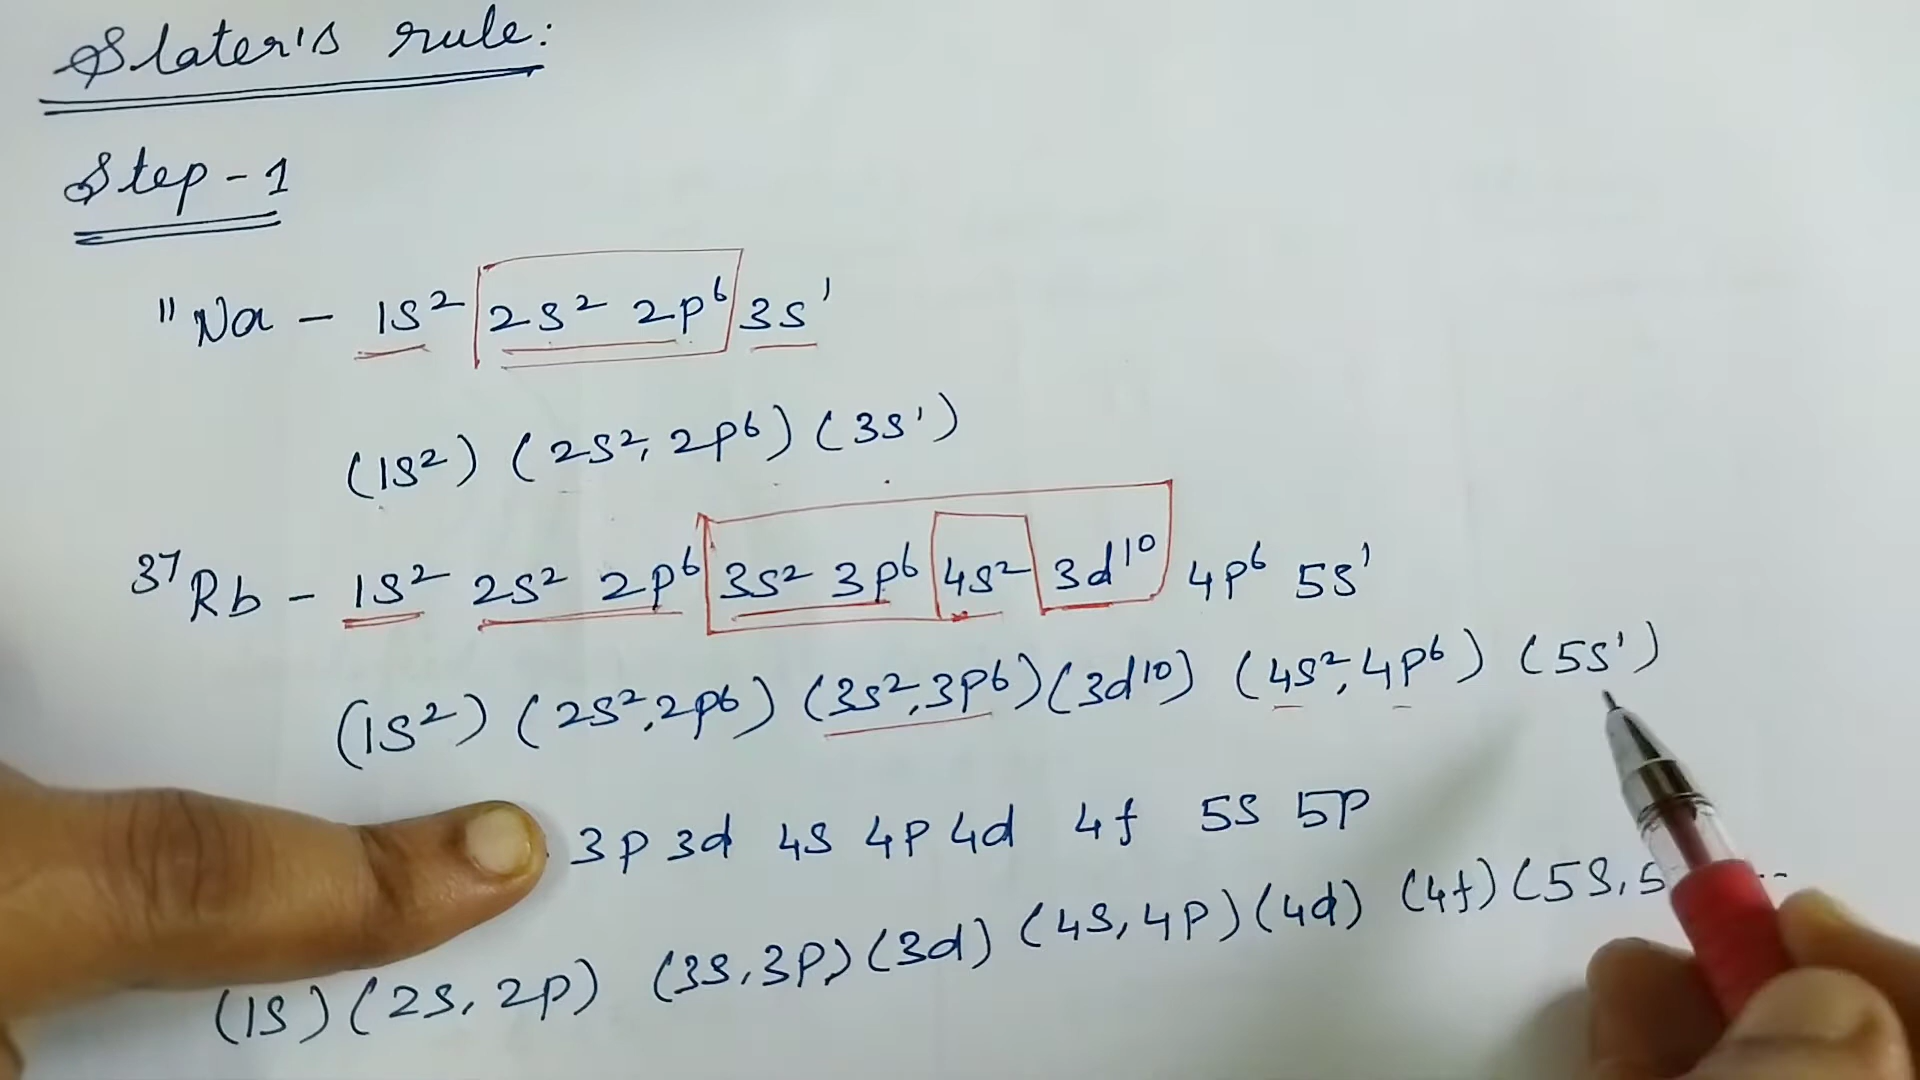 Slater's rule:
Step-1
¹¹Na - 1s² 2s² 2p⁶ 3s¹
(1s²) (2s², 2p⁶) (3s¹)
³⁷Rb - 1s² 2s² 2p⁶ 3s² 3p⁶ 4s² 3d¹⁰ 4p⁶ 5s¹
(1s²) (2s²,2p⁶) (3s²,3p⁶) (3d¹⁰) (4s²,4p⁶) (5s¹)
3p 3d 4s 4p 4d 4f 5s 5p
(1s) (2s, 2p) (3s,3p) (3d) (4s,4p) (4d) (4f) (5s,5